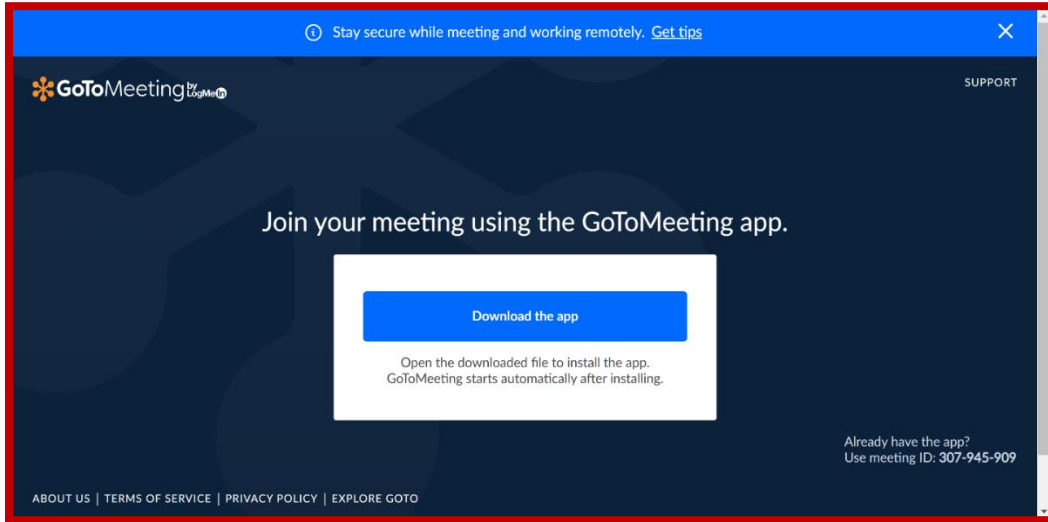 Stay secure while meeting and working remotely. Get tips
GoToMeeting by LogMeIn
SUPPORT
Join your meeting using the GoToMeeting app.
Download the app
Open the downloaded file to install the app.
GoToMeeting starts automatically after installing.
Already have the app?
Use meeting ID: 307-945-909
ABOUT US | TERMS OF SERVICE | PRIVACY POLICY | EXPLORE GOTO